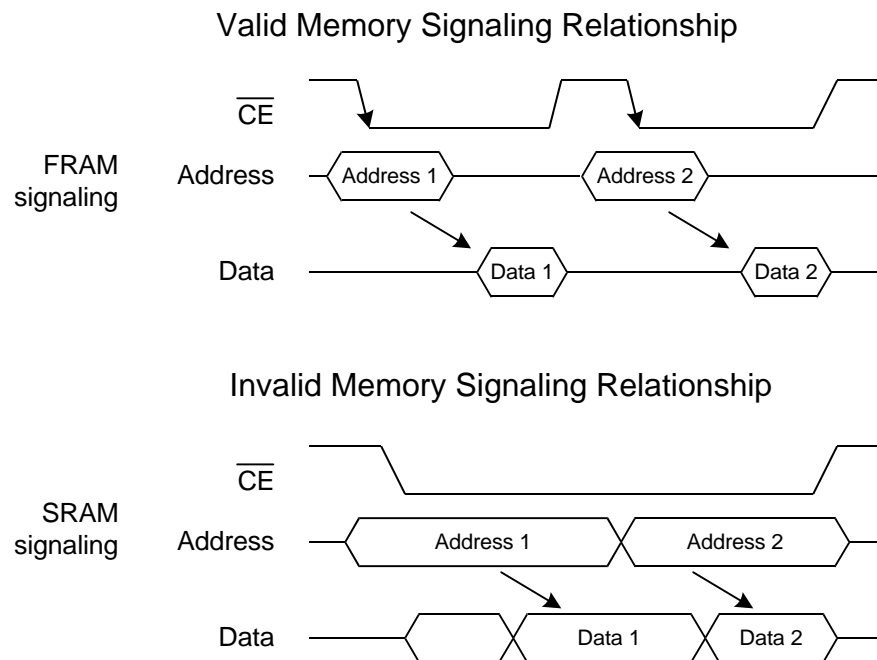 Valid Memory Signaling Relationship
CE
FRAM
signaling
Address
Address 1
Address 2
Data
Data 1
Data 2
Invalid Memory Signaling Relationship
CE
SRAM
signaling
Address
Address 1
Address 2
Data
Data 1
Data 2